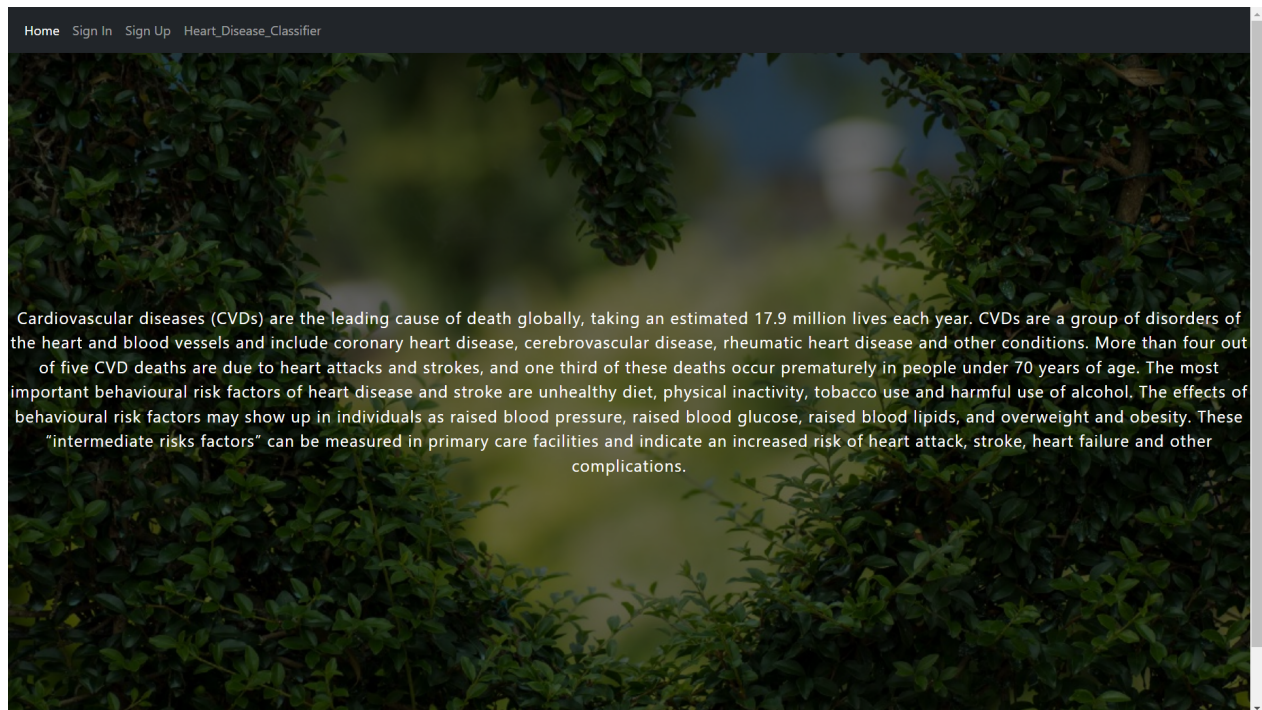 Home Sign In Sign Up Heart_Disease_Classifier
Cardiovascular diseases (CVDs) are the leading cause of death globally, taking an estimated 17.9 million lives each year. CVDs are a group of disorders of
the heart and blood vessels and include coronary heart disease, cerebrovascular disease, rheumatic heart disease and other conditions. More than four out
of five CVD deaths are due to heart attacks and strokes, and one third of these deaths occur prematurely in people under 70 years of age. The most
important behavioural risk factors of heart disease and stroke are unhealthy diet, physical inactivity, tobacco use and harmful use of alcohol. The effects of
behavioural risk factors may show up in individuals as raised blood pressure, raised blood glucose, raised blood lipids, and overweight and obesity. These
“intermediate risks factors” can be measured in primary care facilities and indicate an increased risk of heart attack, stroke, heart failure and other
complications.